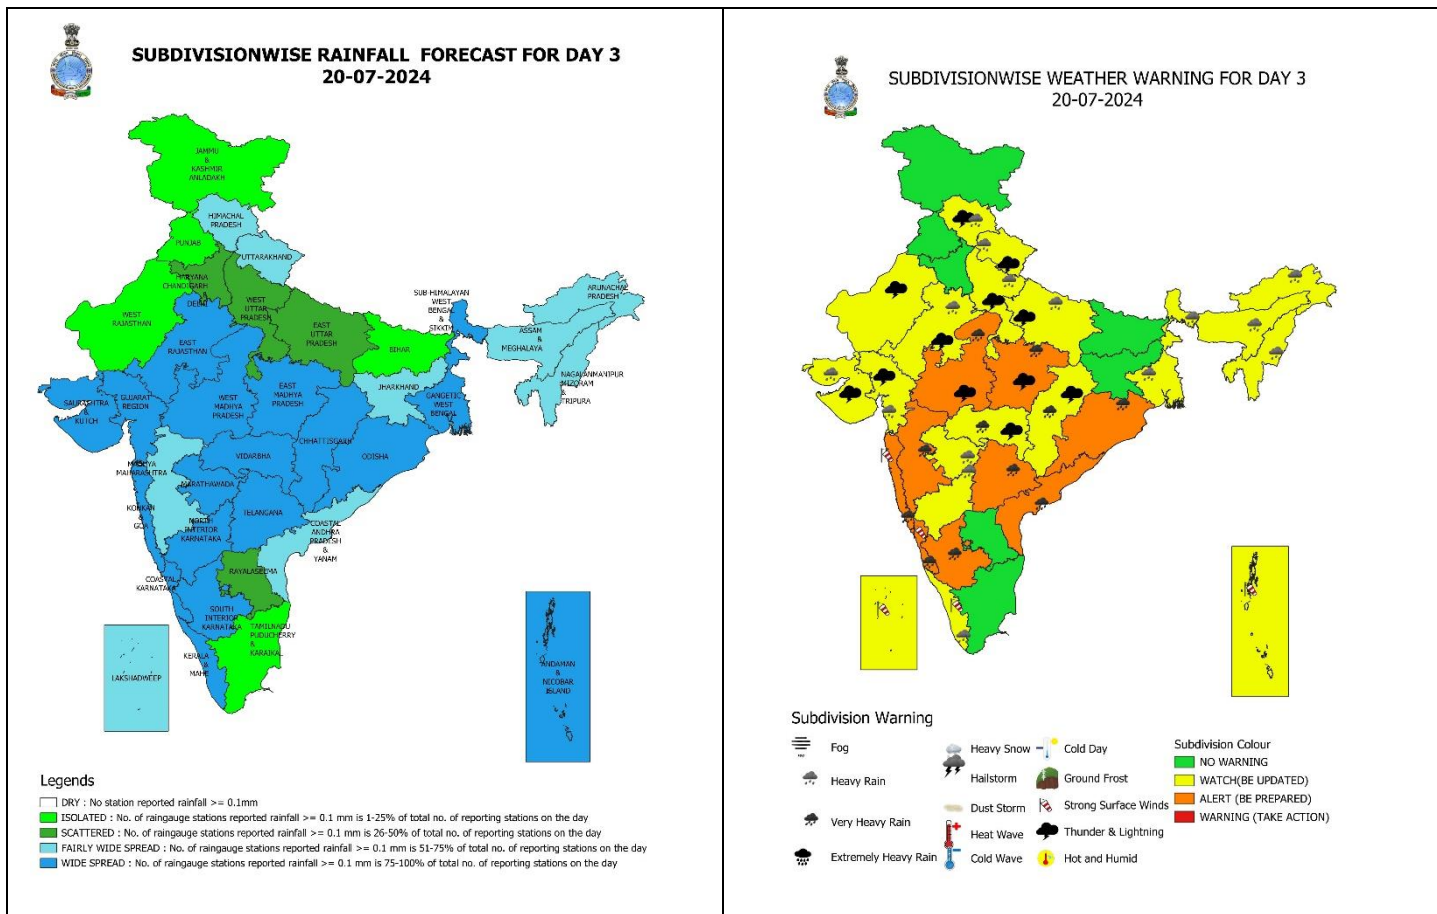 SUBDIVISIONWISE RAINFALL FORECAST FOR DAY 3
20-07-2024
JAMMU
&
KASHMIR
ANLADAKH
HIMACHAL
PRADESH
PUNJAB
UTTARAKHAND
HARYANA
CHANDIGARH
DELHI
WEST
UTTAR
PRADESH
WEST
RAJASTHAN
EAST
RAJASTHAN
EAST
UTTAR
PRADESH
BIHAR
SUB-HIMALAYAN
WEST
BENGAL
&
SIKKIM
ARUNACHAL
PRADESH
ASSAM
&
MEGHALAYA
NAGALANMANIPUR
MIZORAM
&
TRIPURA
JHARKHAND
GANGETIC
WEST
BENGAL
SAURASHTRA
&
KUTCH
GUJARAT
REGION
WEST
MADHYA
PRADESH
EAST
MADHYA
PRADESH
CHHATTISGARH
ODISHA
VIDARBHA
MADHYA
MAHARASHTRA
MARATHAWADA
KONKAN
&
GOA
NORTH
INTERIOR
KARNATAKA
TELANGANA
COASTAL
ANDHRA
PRADESH
&
YANAM
RAYALASEEMA
COASTAL
KARNATAKA
SOUTH
INTERIOR
KARNATAKA
TAMILNADU
PUDUCHERRY
&
KARAIKAL
KERALA
&
MAHE
LAKSHADWEEP
ANDAMAN
&
NICOBAR
ISLAND
Legends
DRY : No station reported rainfall >= 0.1mm
ISOLATED : No. of raingauge stations reported rainfall >= 0.1 mm is 1-25% of total no. of reporting stations on the day
SCATTERED : No. of raingauge stations reported rainfall >= 0.1 mm is 26-50% of total no. of reporting stations on the day
FAIRLY WIDE SPREAD : No. of raingauge stations reported rainfall >= 0.1 mm is 51-75% of total no. of reporting stations on the day
WIDE SPREAD : No. of raingauge stations reported rainfall >= 0.1 mm is 75-100% of total no. of reporting stations on the day
SUBDIVISIONWISE WEATHER WARNING FOR DAY 3
20-07-2024
Subdivision Warning
Fog
Heavy Rain
Very Heavy Rain
Extremely Heavy Rain
Heavy Snow
Hailstorm
Dust Storm
Heat Wave
Cold Wave
Cold Day
Ground Frost
Strong Surface Winds
Thunder & Lightning
Hot and Humid
Subdivision Colour
NO WARNING
WATCH(BE UPDATED)
ALERT (BE PREPARED)
WARNING (TAKE ACTION)